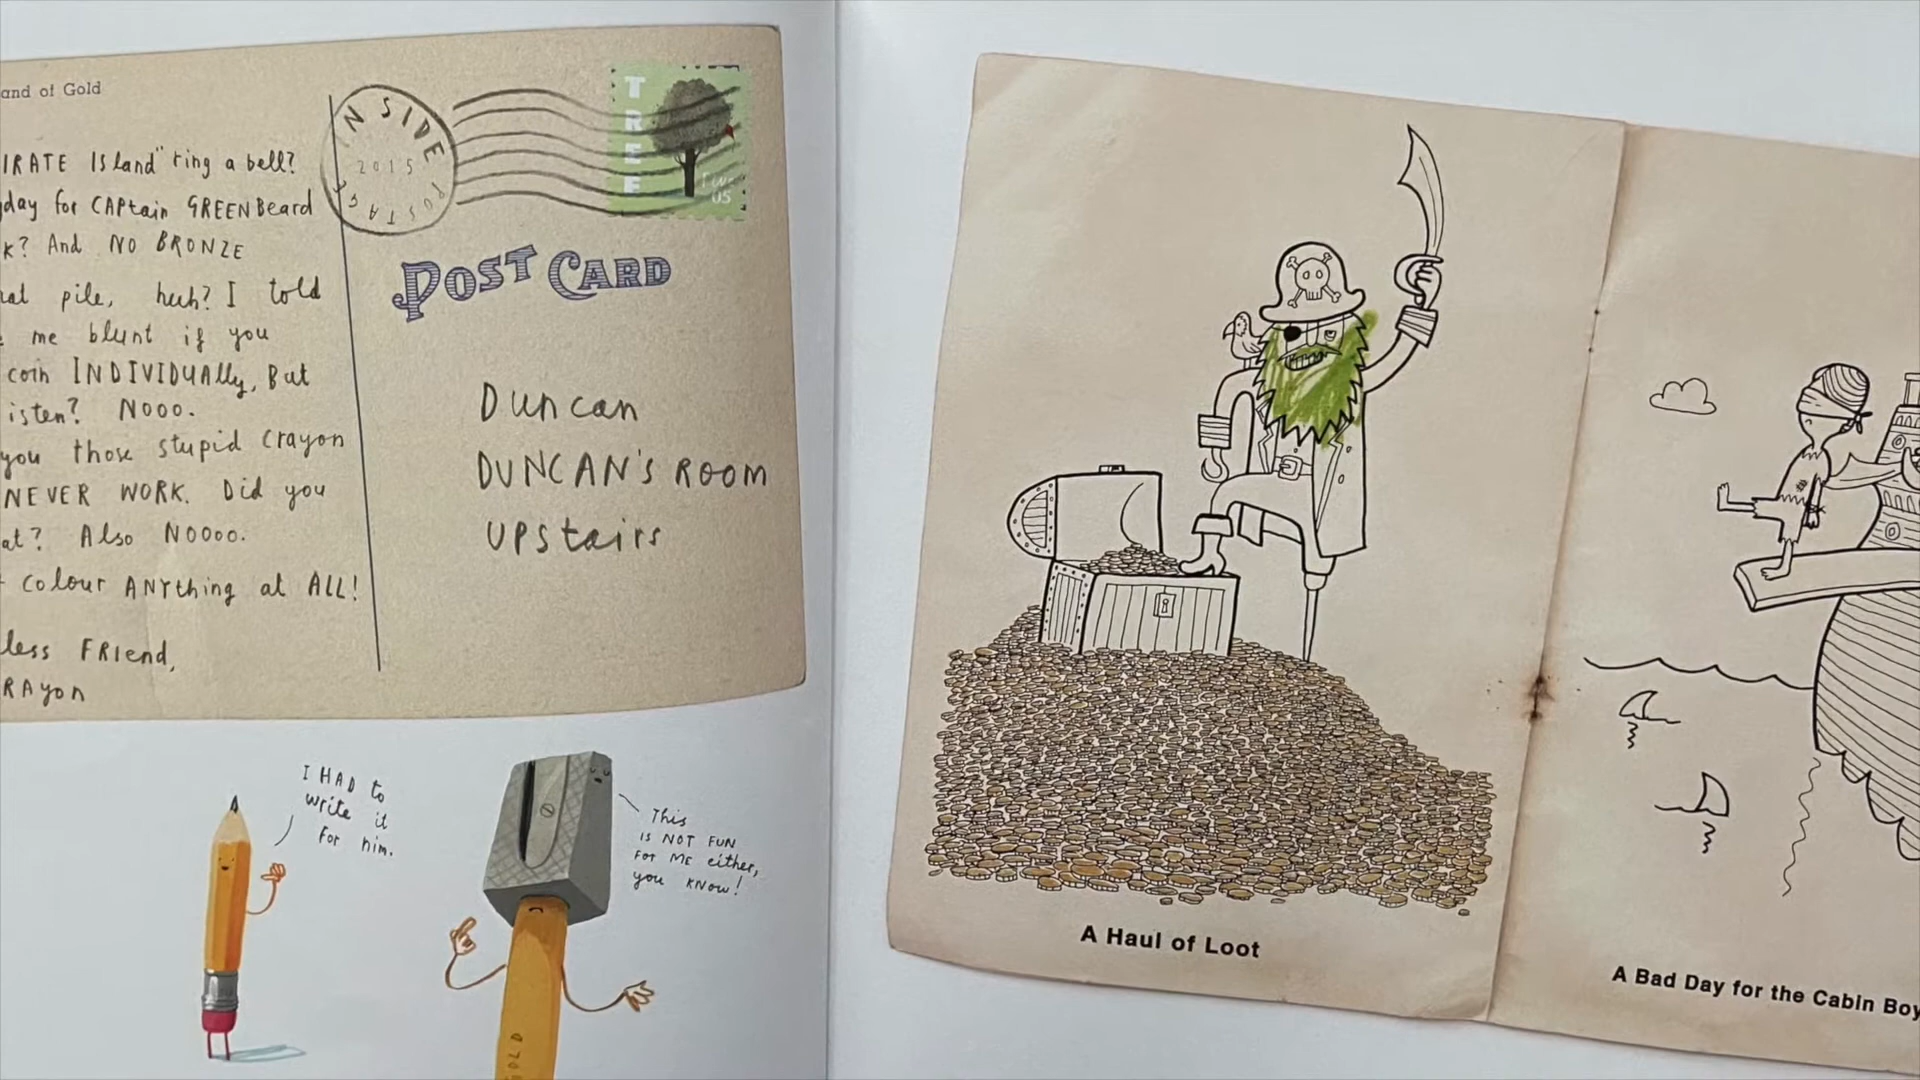 and of Gold
IRATE Island" ring a bell?
day for CAPtain GREENBeard
k? And NO BRONZE
pile, huh? I told
me blunt if you
coin INDIVIDUAlly, But
isten? Nooo.
you those stupid Crayon
NEVER WORK. Did you
at? Also Noooo.
colour ANYthing at ALL!
less FRIend,
RAyon
INSIDE
2015
POSTAGE
TREE
US
POST CARD
Duncan
DUNCAN'S ROOM
UPstairs
I HAD to
write it
for him.
This
is NOT FUN
FOR ME either,
you KNOW!
GOLD
A Haul of Loot
A Bad Day for the Cabin Boy